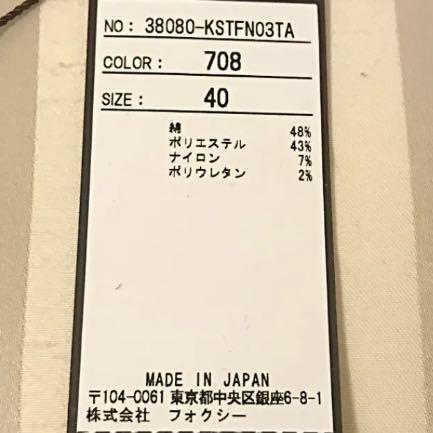 NO: 38080-KSTFN03TA
COLOR: 708
SIZE: 40
綿 48%
ポリエステル 43%
ナイロン 7%
ポリウレタン 2%
MADE IN JAPAN
〒104-0061 東京都中央区銀座6-8-1
株式会社 フォクシー